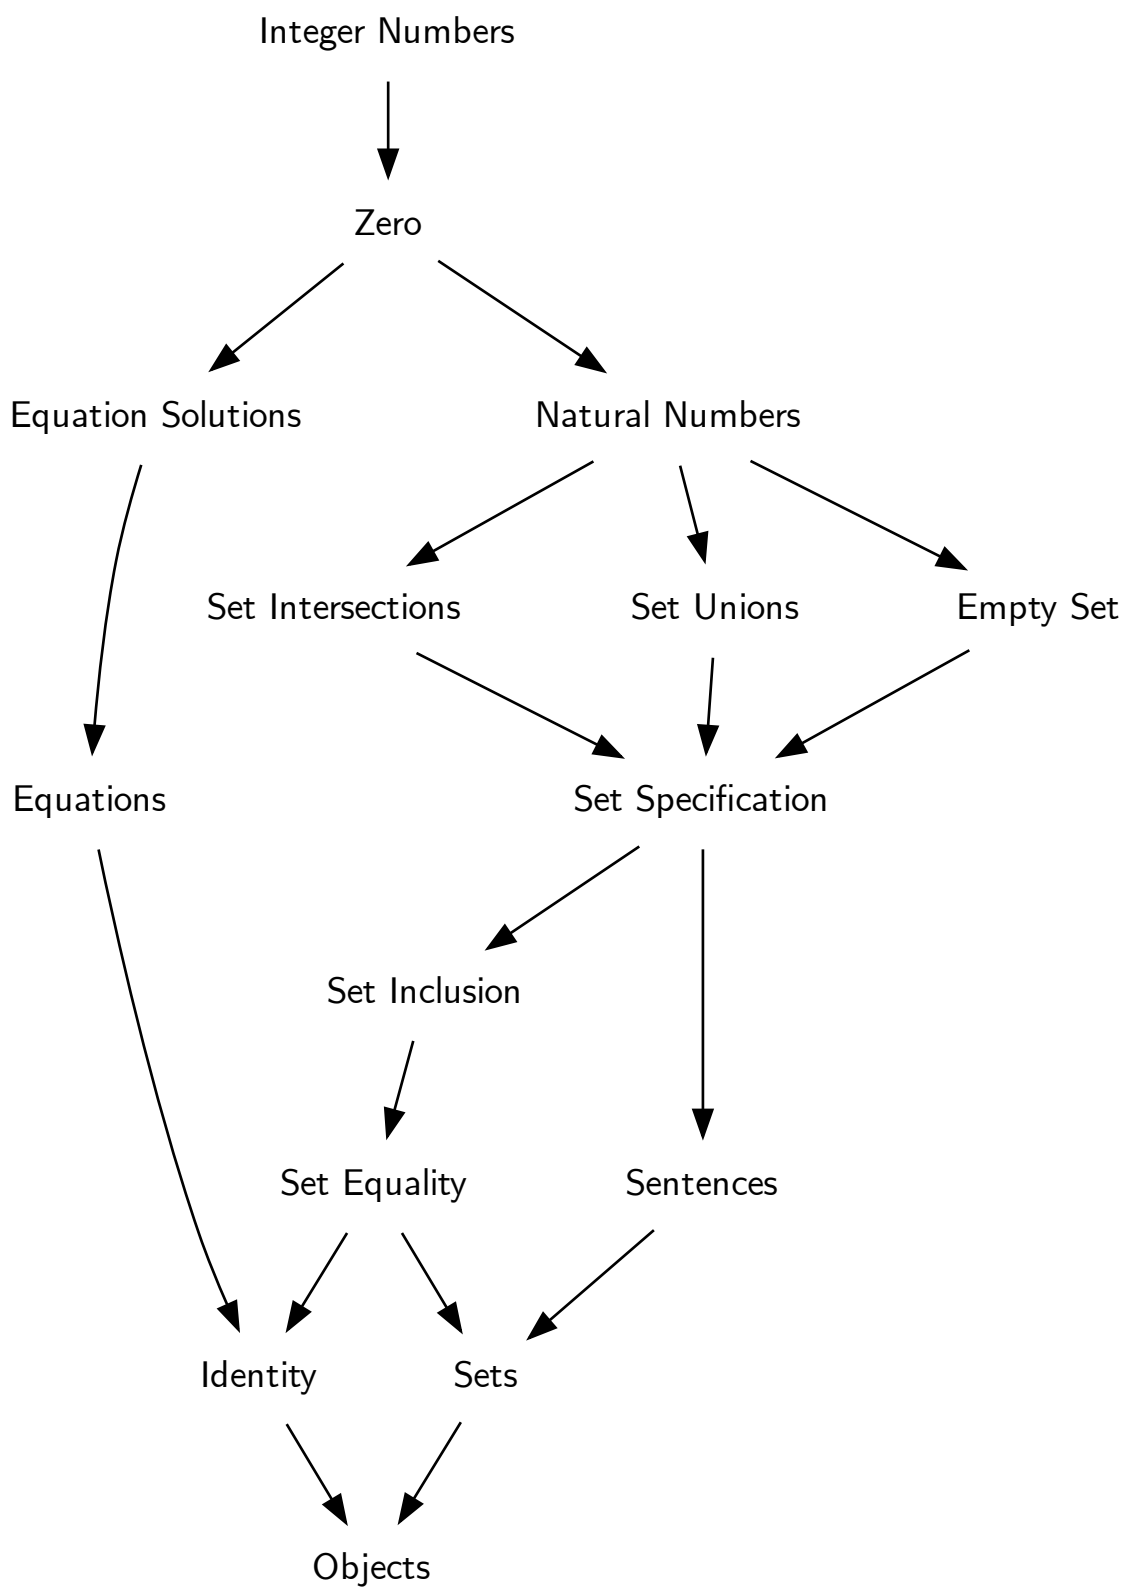 Integer Numbers
Zero
Equation Solutions
Natural Numbers
Set Intersections
Set Unions
Empty Set
Equations
Set Specification
Set Inclusion
Set Equality
Sentences
Identity
Sets
Objects